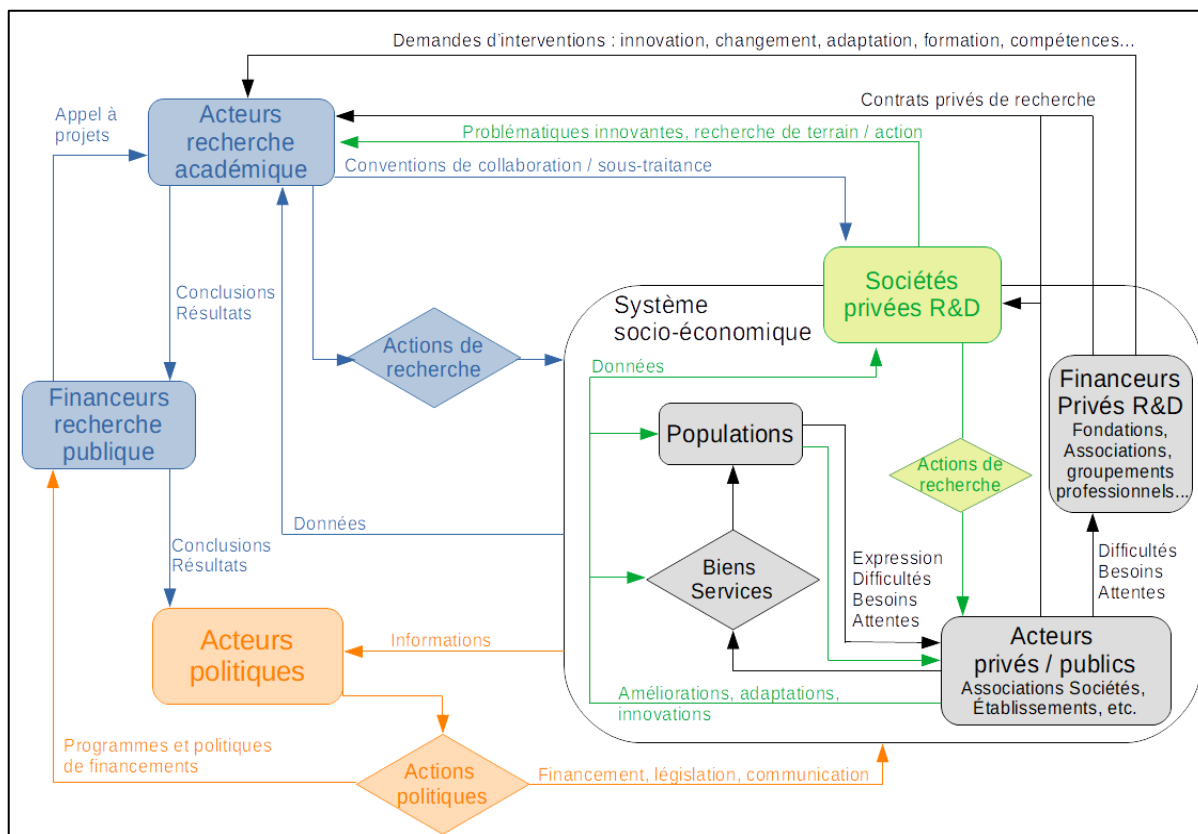 Demandes d'interventions : innovation, changement, adaptation, formation, compétences...
Appel à
projets
Acteurs
recherche
académique
Contrats privés de recherche
Problématiques innovantes, recherche de terrain / action
Conventions de collaboration / sous-traitance
Sociétés
privées R&D
Conclusions
Résultats
Système
socio-économique
Actions de
recherche
Données
Financeurs
recherche
publique
Financeurs
Privés R&D
Fondations,
Associations,
groupements
professionnels...
Populations
Actions de
recherche
Données
Conclusions
Résultats
Biens
Services
Expression
Difficultés
Besoins
Attentes
Difficultés
Besoins
Attentes
Acteurs
politiques
Informations
Acteurs
privés / publics
Associations Sociétés,
Établissements, etc.
Améliorations, adaptations,
innovations
Programmes et politiques
de financements
Actions
politiques
Financement, législation, communication